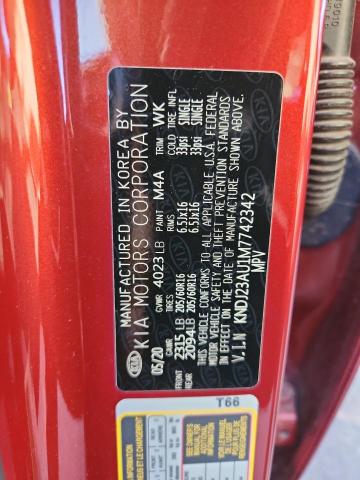 MANUFACTURED IN KOREA BY
KIA MOTORS CORPORATION
05/20 GVWR 4023 LB PAINT M4A TRIM WK
GAWR TIRES RIMS COLD TIRE INFL
FRONT 2315 LB 205/60R16 6.5Jx16 33psi SINGLE
REAR 2094 LB 205/60R16 6.5Jx16 33psi SINGLE
THIS VEHICLE CONFORMS TO ALL APPLICABLE U.S.A. FEDERAL
MOTOR VEHICLE SAFETY AND THEFT PREVENTION STANDARDS
IN EFFECT ON THE DATE OF MANUFACTURE SHOWN ABOVE.
V.I.N KNDJ23AU1M7742342
MPV
T66